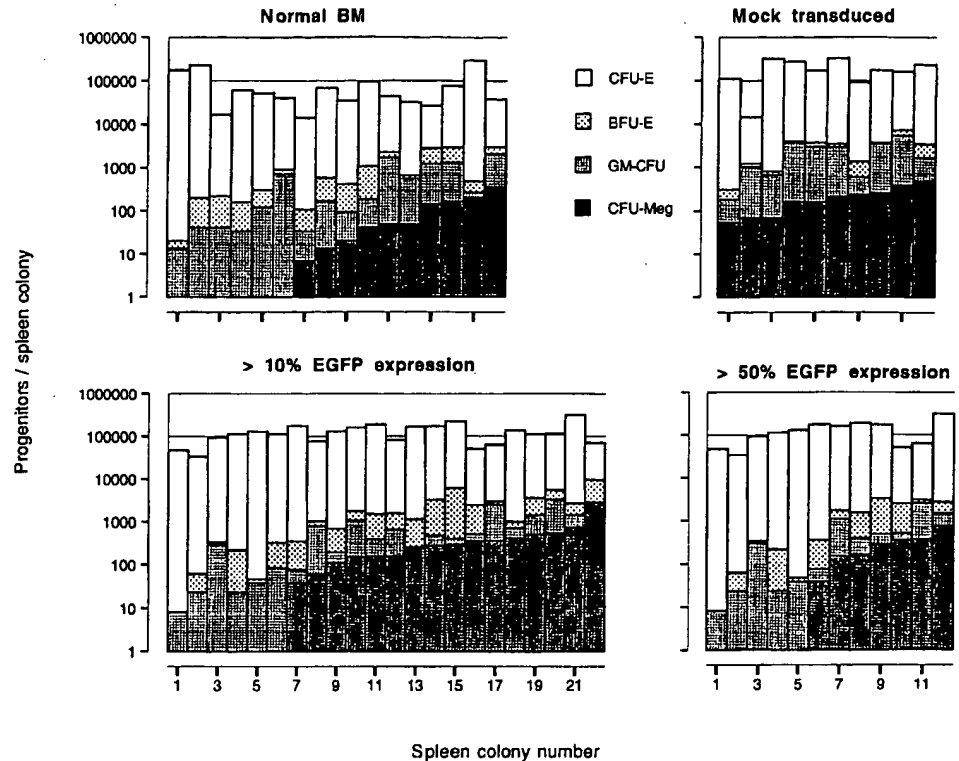 Normal BM
Mock transduced
1000000
100000
10000
1000
100
10
1
CFU-E
BFU-E
GM-CFU
CFU-Meg
Progenitors / spleen colony
> 10% EGFP expression
> 50% EGFP expression
1000000
100000
10000
1000
100
10
1
1 3 5 7 9 11 13 15 17 19 21
1 3 5 7 9 11
Spleen colony number